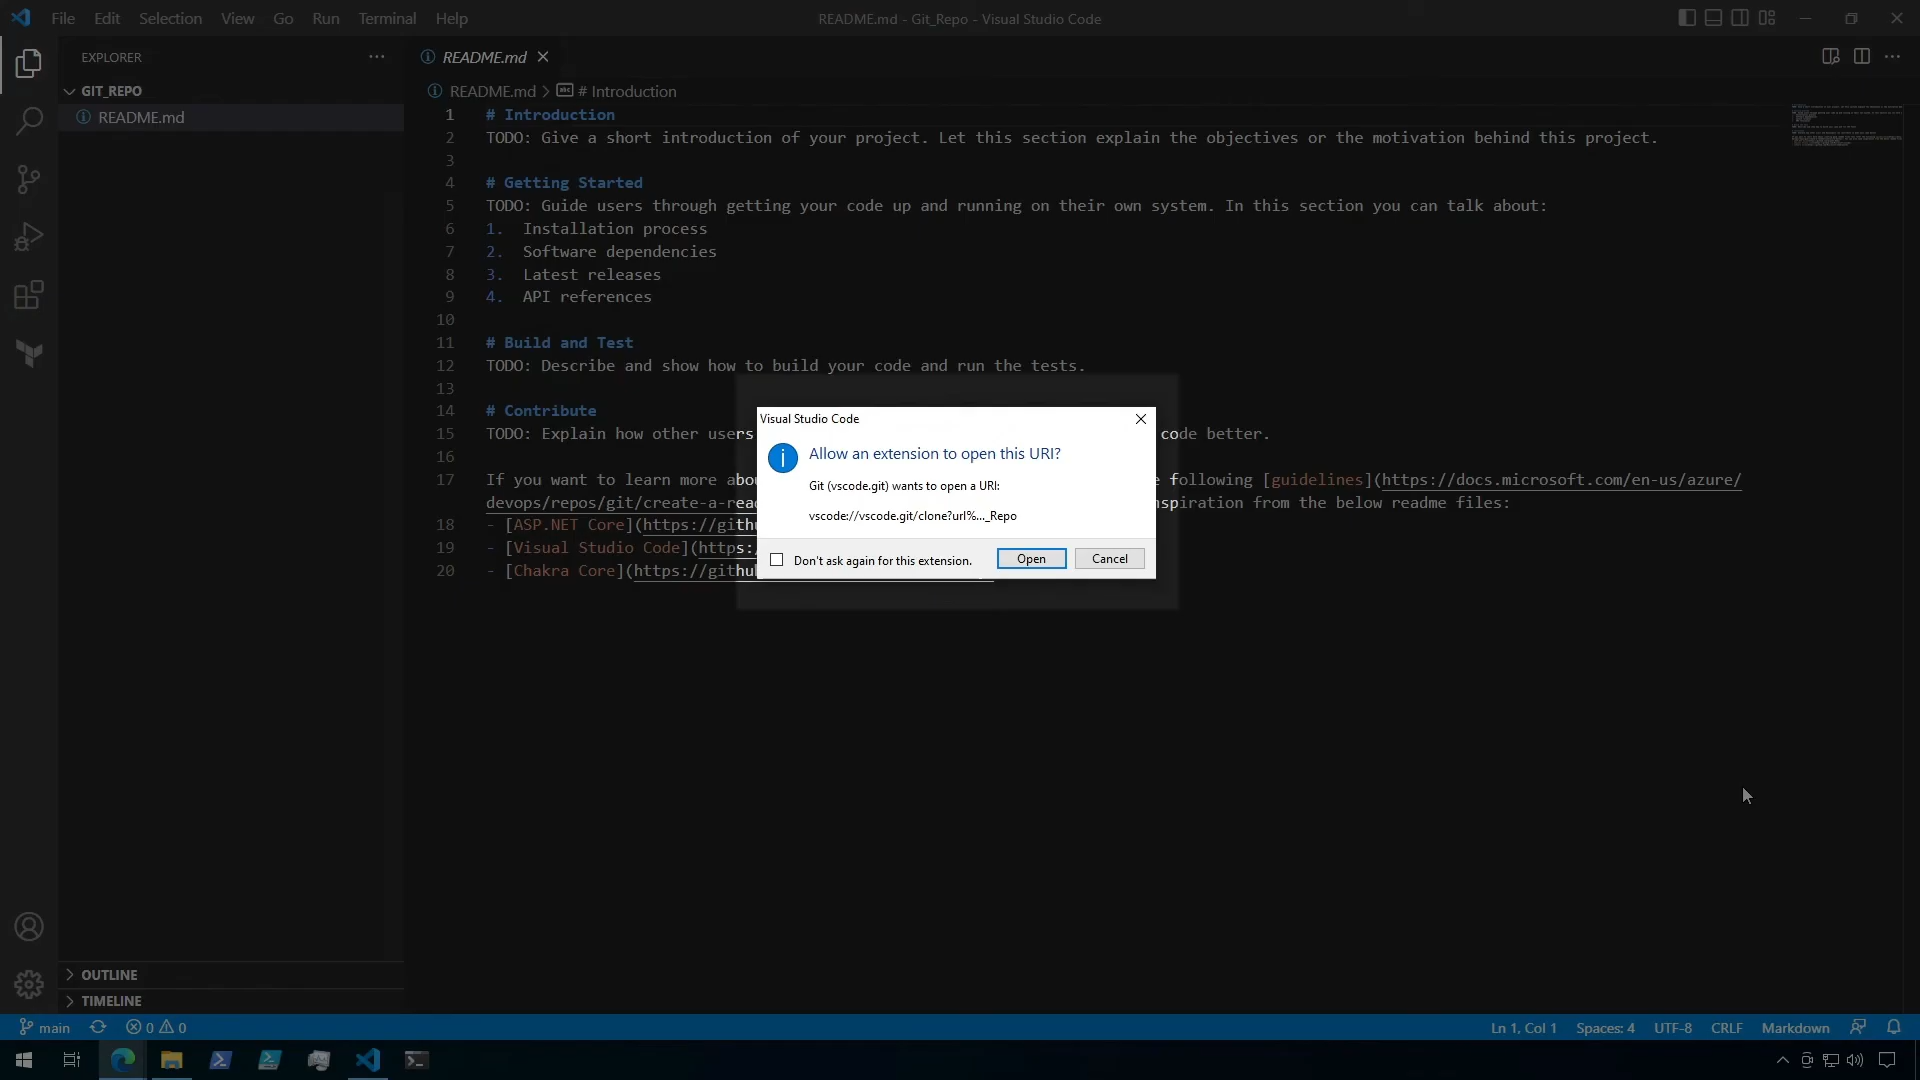 File Edit Selection View Go Run Terminal Help
README.md - Git_Repo - Visual Studio Code
EXPLORER
GIT_REPO
README.md
OUTLINE
TIMELINE
README.md
README.md > # Introduction
1 # Introduction
2 TODO: Give a short introduction of your project. Let this section explain the objectives or the motivation behind this project.
3
4 # Getting Started
5 TODO: Guide users through getting your code up and running on their own system. In this section you can talk about:
6 1. Installation process
7 2. Software dependencies
8 3. Latest releases
9 4. API references
10
11 # Build and Test
12 TODO: Describe and show how to build your code and run the tests.
13
14 # Contribute
15 TODO: Explain how other users code better.
16
17 If you want to learn more following [guidelines](https://docs.microsoft.com/en-us/azure/
devops/repos/git/create-a- readme files:
18 - [ASP.NET Core](https://
19 - [Visual Studio Code](https:/
20 - [Chakra Core](https://
Visual Studio Code
Allow an extension to open this URI?
Git (vscode.git) wants to open a URI:
vscode://vscode.git/clone?url%..._Repo
Don't ask again for this extension.
Open
Cancel
main 0 0
Ln 1, Col 1 Spaces: 4 UTF-8 CRLF Markdown